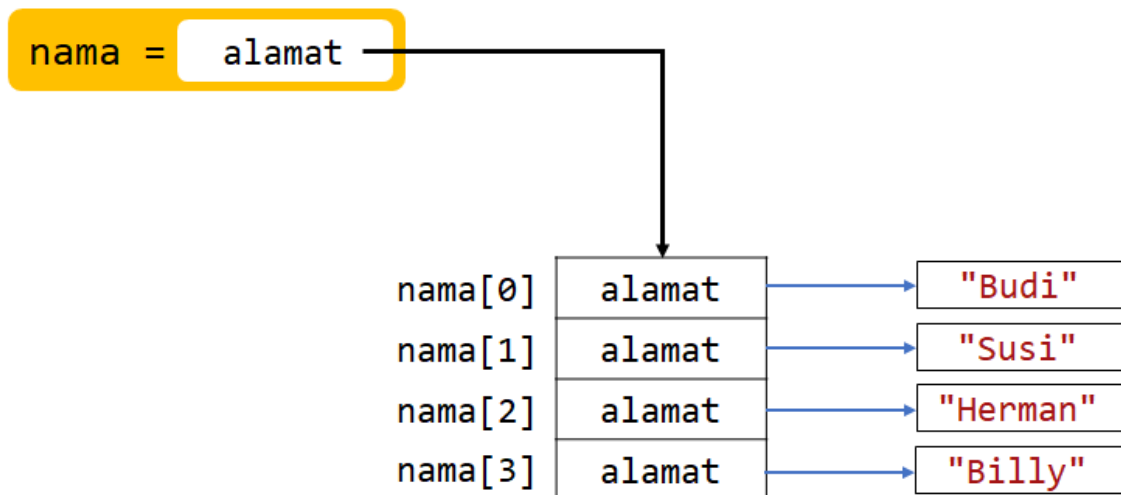 nama = alamat
nama[0] alamat "Budi"
nama[1] alamat "Susi"
nama[2] alamat "Herman"
nama[3] alamat "Billy"